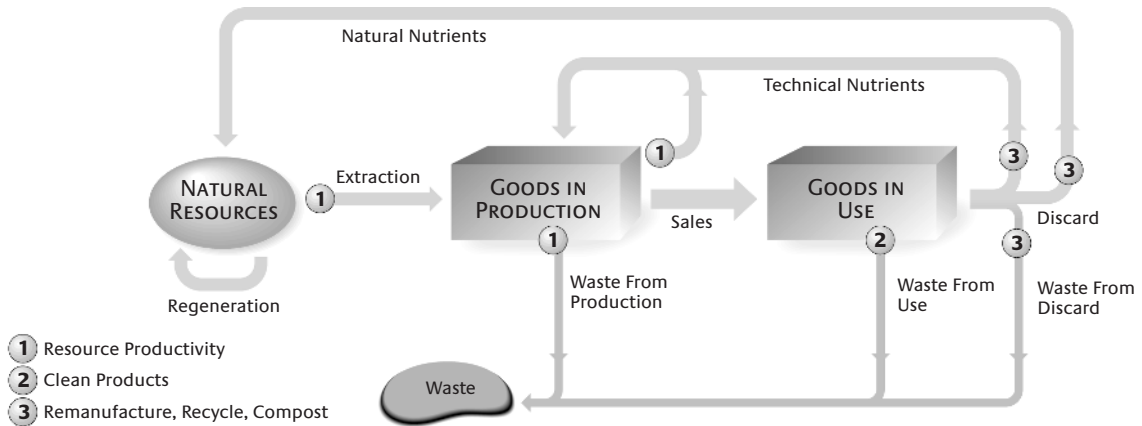 Natural Nutrients
Technical Nutrients
1
3
3
NATURAL
RESOURCES
1
Extraction
GOODS IN
PRODUCTION
1
Sales
GOODS IN
USE
2
Discard
3
Regeneration
Waste From
Production
Waste From
Use
Waste From
Discard
1 Resource Productivity
2 Clean Products
3 Remanufacture, Recycle, Compost
Waste